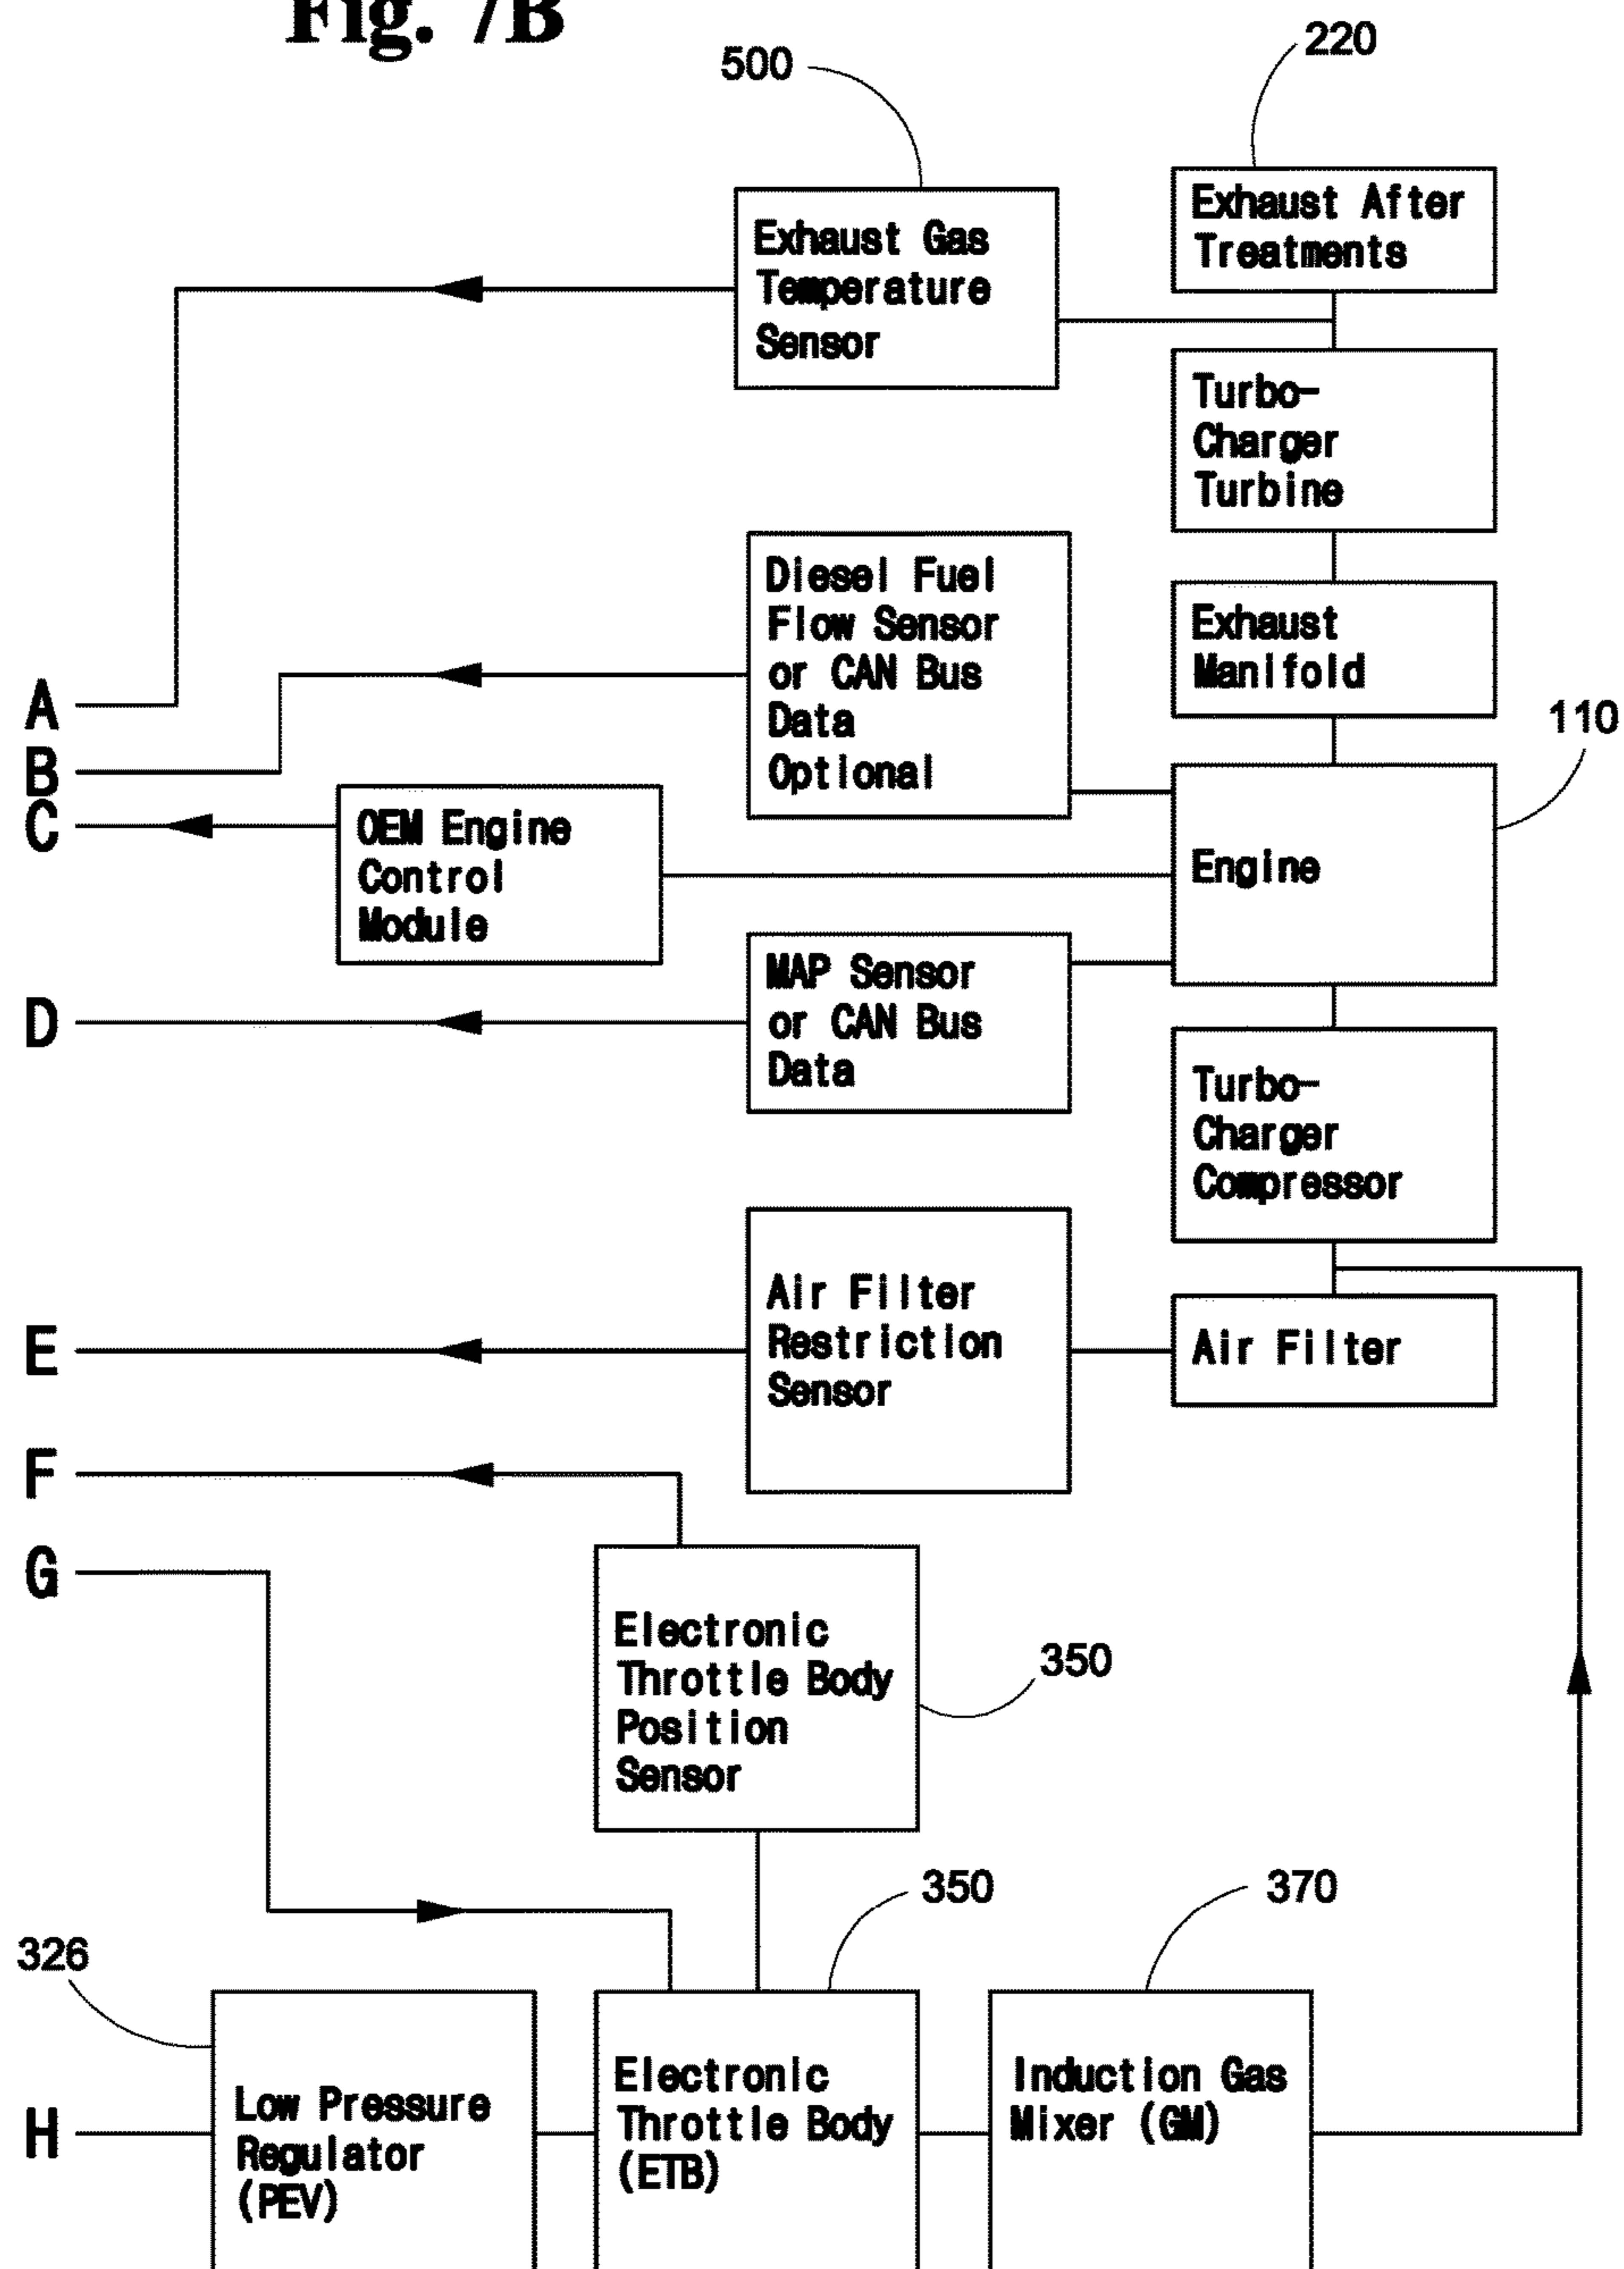 Fig. 7B
500
220
Exhaust Gas
Temperature
Sensor
Exhaust After
Treatments
Turbo-
Charger
Turbine
Diesel Fuel
Flow Sensor
or CAN Bus
Data
Optional
Exhaust
Manifold
110
A
B
C
OEM Engine
Control
Module
Engine
D
MAP Sensor
or CAN Bus
Data
Turbo-
Charger
Compressor
E
Air Filter
Restriction
Sensor
Air Filter
F
G
Electronic
Throttle Body
Position
Sensor
350
350
370
326
H
Low Pressure
Regulator
(PEV)
Electronic
Throttle Body
(ETB)
Induction Gas
Mixer (GM)